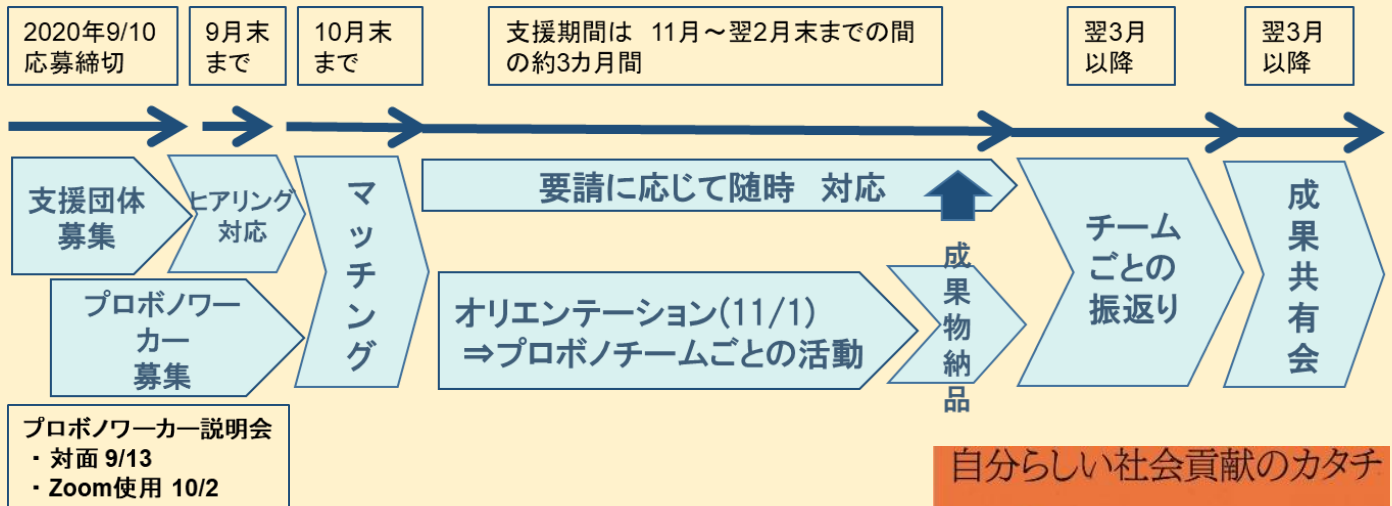 2020年9/10
応募締切
9月末
まで
10月末
まで
支援期間は 11月～翌2月末までの間
の約3カ月間
翌3月
以降
翌3月
以降
支援団体
募集
ヒアリング
対応
マッチング
要請に応じて随時 対応
チーム
ごとの
振返り
成果共有会
プロボノワー
カー
募集
オリエンテーション(11/1)
⇒プロボノチームごとの活動
成果物納品
プロボノワーカー説明会
・ 対面 9/13
・ Zoom使用 10/2
自分らしい社会貢献のカタチ